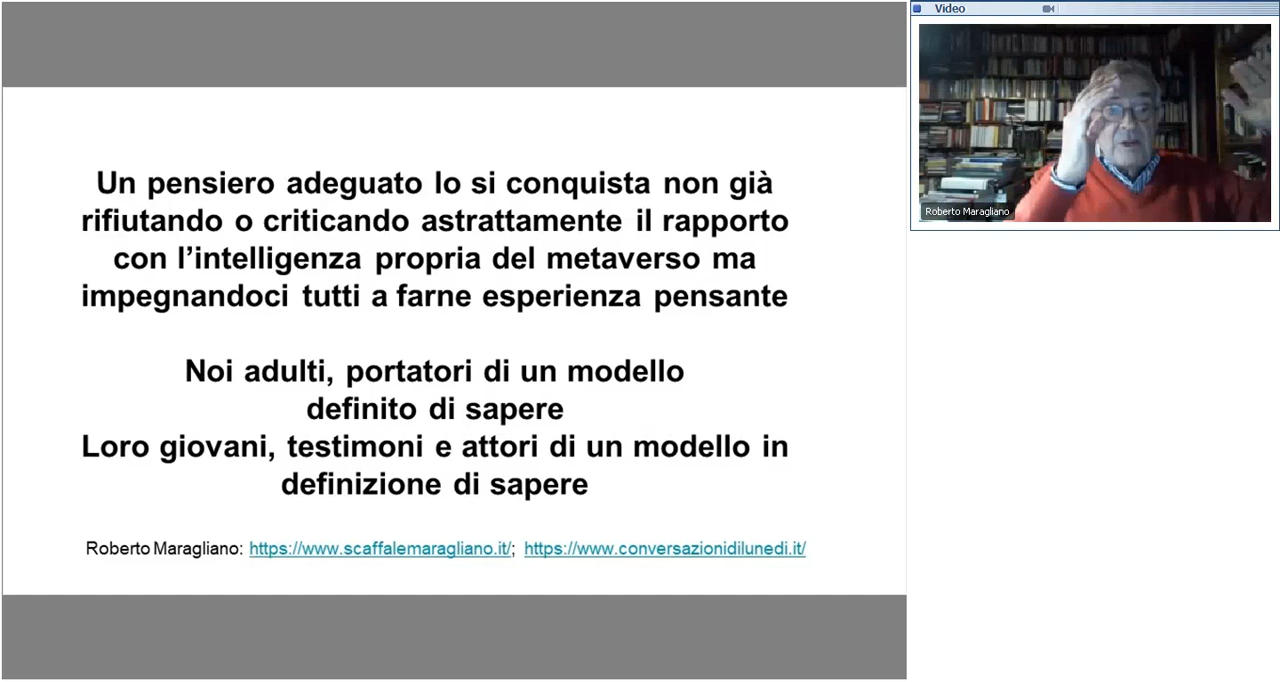 Video
Un pensiero adeguato lo si conquista non già
rifiutando o criticando astrattamente il rapporto
con l’intelligenza propria del metaverso ma
impegnandoci tutti a farne esperienza pensante
Noi adulti, portatori di un modello
definito di sapere
Loro giovani, testimoni e attori di un modello in
definizione di sapere
Roberto Maragliano: https://www.scaffalemaragliano.it/; https://www.conversazionidilunedi.it/
Roberto Maragliano